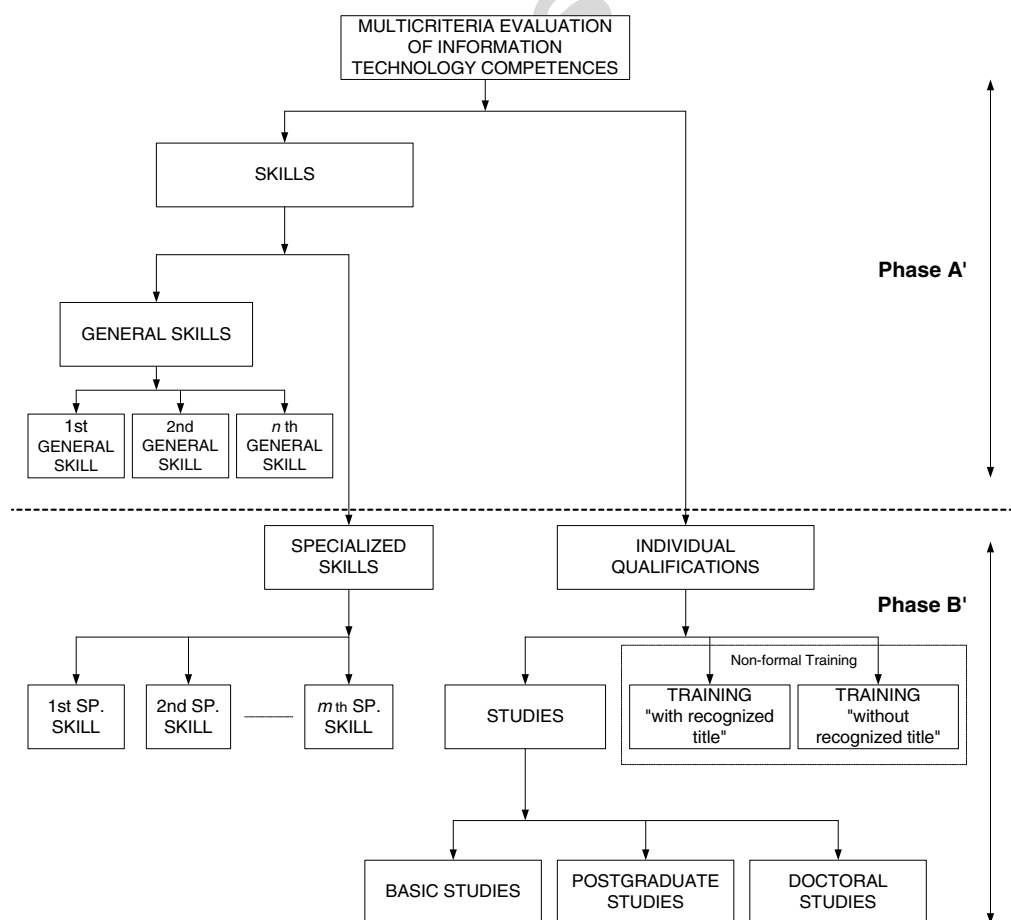 MULTICRITERIA EVALUATION
OF INFORMATION
TECHNOLOGY COMPETENCES
SKILLS
Phase A'
GENERAL SKILLS
1st
GENERAL
SKILL
2nd
GENERAL
SKILL
n th
GENERAL
SKILL
SPECIALIZED
SKILLS
INDIVIDUAL
QUALIFICATIONS
Phase B'
Non-formal Training
1st SP.
SKILL
2nd SP.
SKILL
m th SP.
SKILL
STUDIES
TRAINING
"with recognized
title"
TRAINING
"without
recognized title"
BASIC STUDIES
POSTGRADUATE
STUDIES
DOCTORAL
STUDIES